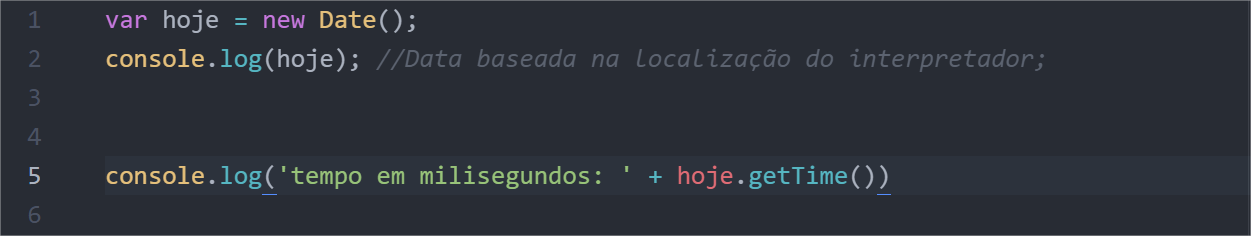 1 var hoje = new Date();
2 console.log(hoje); //Data baseada na localização do interpretador;
3
4
5 console.log('tempo em milisegundos: ' + hoje.getTime())
6